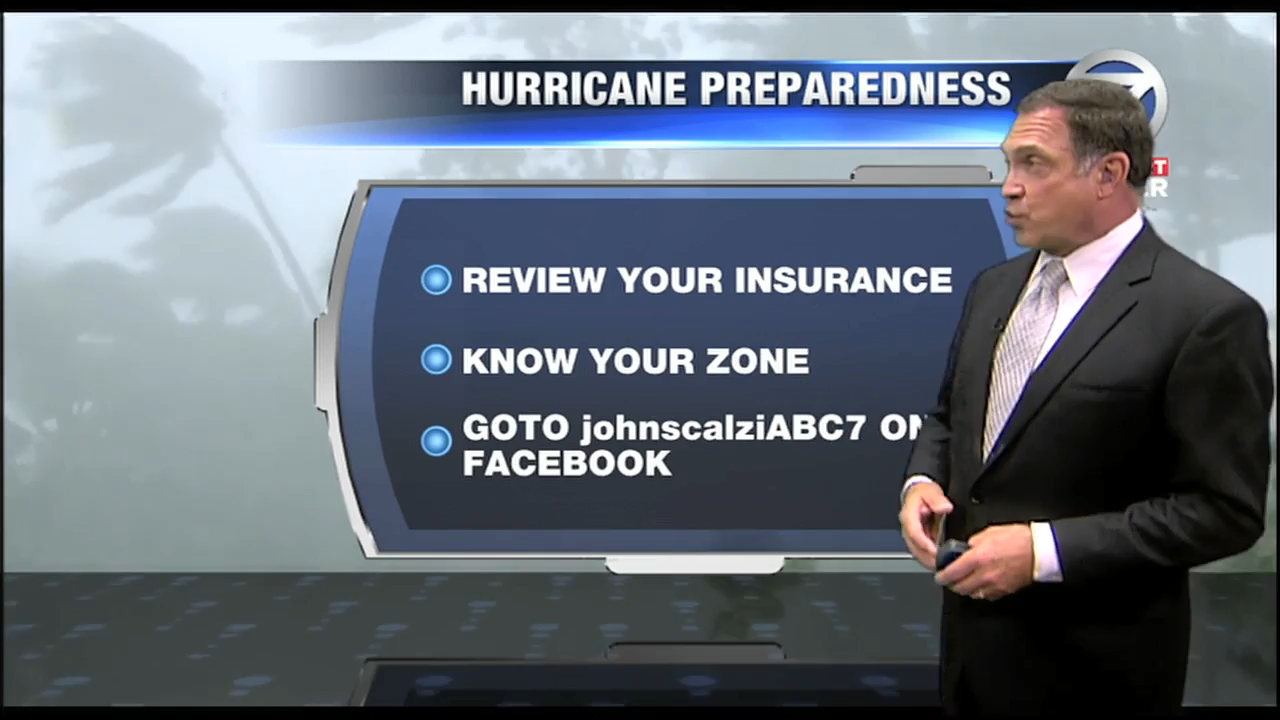 HURRICANE PREPAREDNESS
REVIEW YOUR INSURANCE
KNOW YOUR ZONE
GOTO johnscalziABC7 ON
FACEBOOK